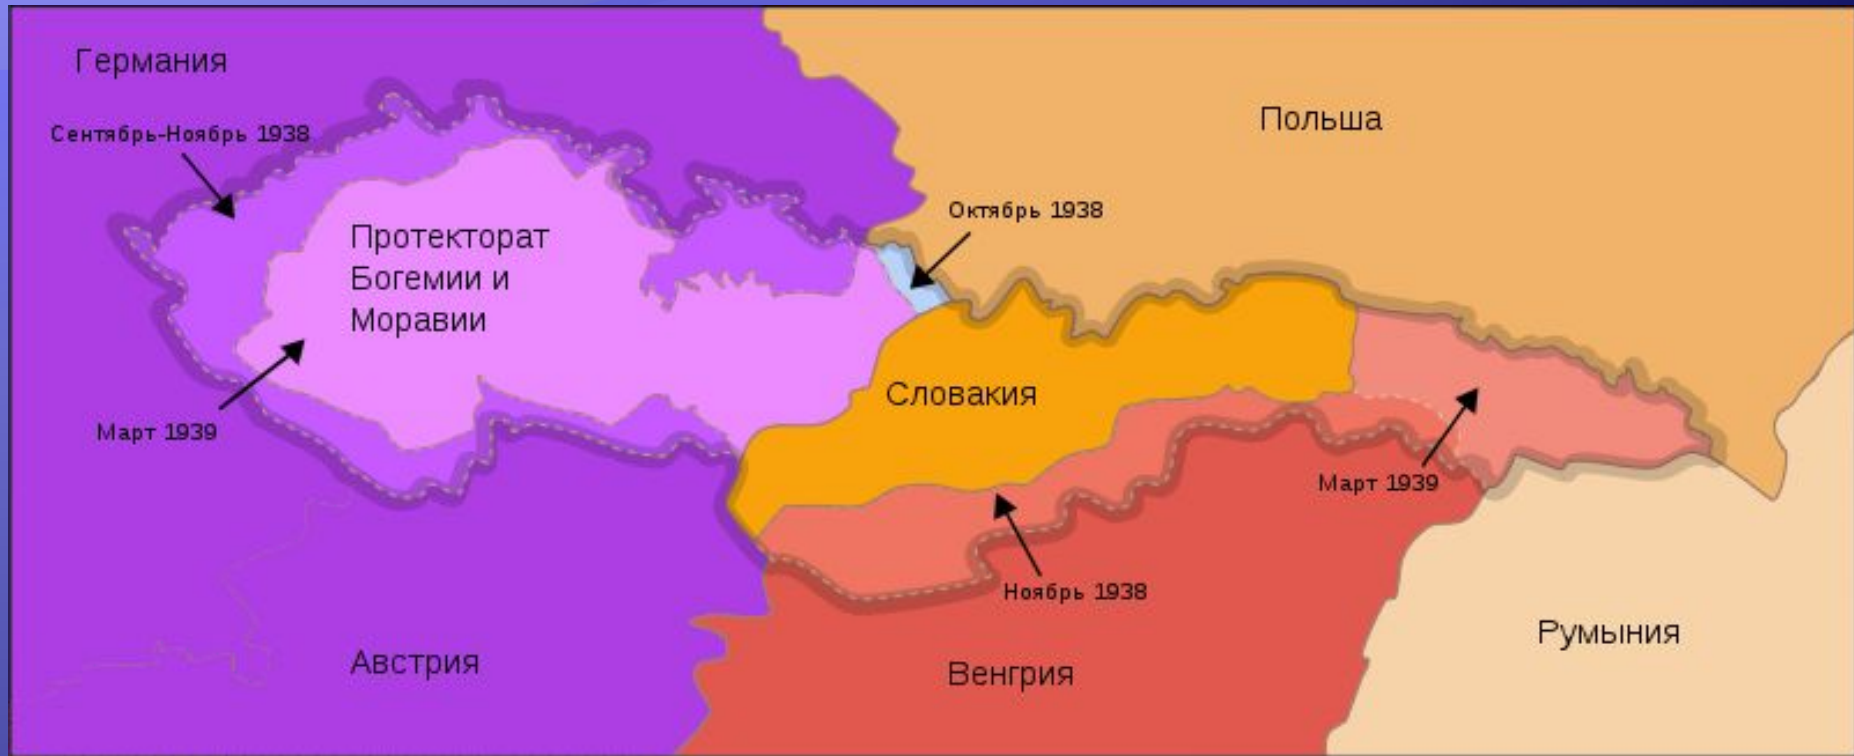 Германия
Сентябрь-Ноябрь 1938
Польша
Октябрь 1938
Протекторат
Богемии и
Моравии
Словакия
Март 1939
Март 1939
Ноябрь 1938
Румыния
Австрия
Венгрия